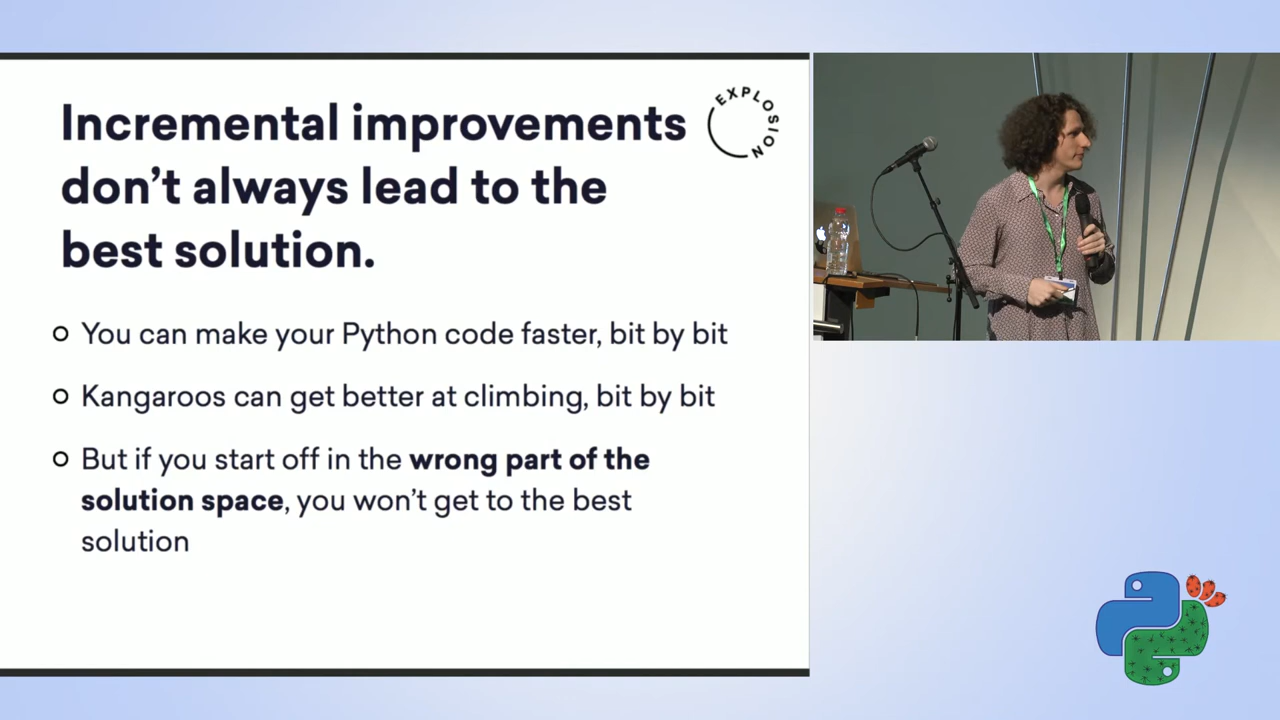 Incremental improvements
don't always lead to the
best solution.
EXPLOSION
○ You can make your Python code faster, bit by bit
○ Kangaroos can get better at climbing, bit by bit
○ But if you start off in the wrong part of the
solution space, you won't get to the best
solution